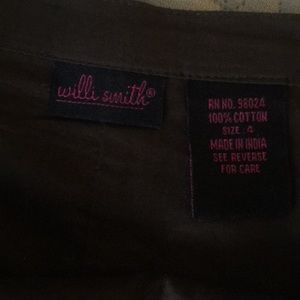 willi smith®
RN NO. 98024
100% COTTON
SIZE : 4
MADE IN INDIA
SEE REVERSE
FOR CARE